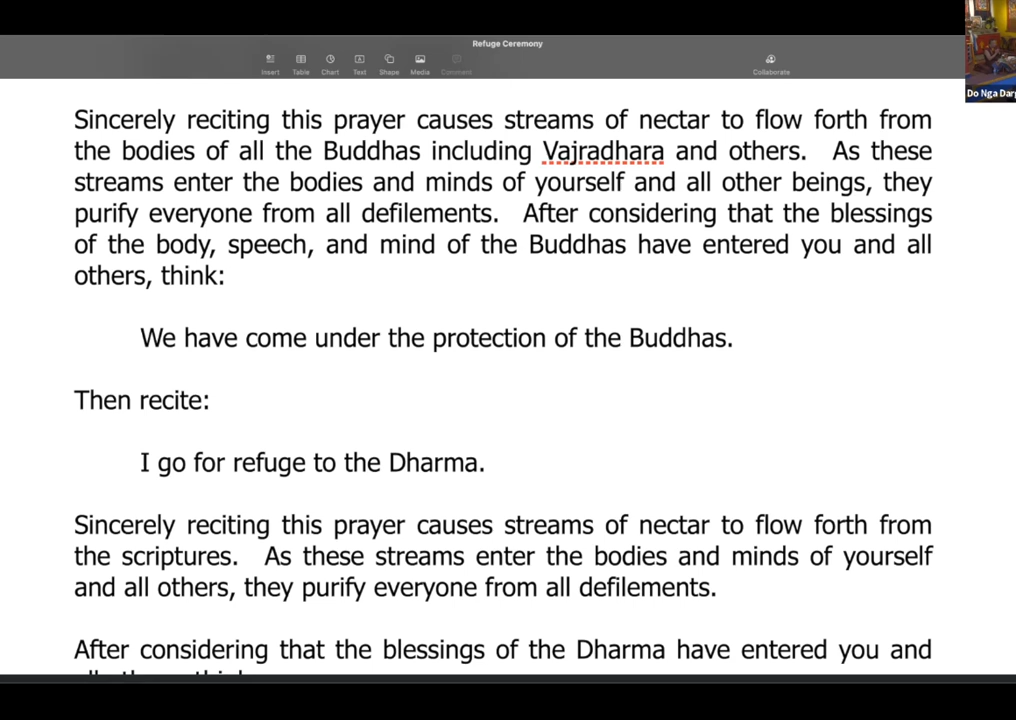 Refuge Ceremony
Insert Table Chart Text Shape Media Comment Collaborate
Do Nga
Sincerely reciting this prayer causes streams of nectar to flow forth from
the bodies of all the Buddhas including Vajradhara and others. As these
streams enter the bodies and minds of yourself and all other beings, they
purify everyone from all defilements. After considering that the blessings
of the body, speech, and mind of the Buddhas have entered you and all
others, think:
We have come under the protection of the Buddhas.
Then recite:
I go for refuge to the Dharma.
Sincerely reciting this prayer causes streams of nectar to flow forth from
the scriptures. As these streams enter the bodies and minds of yourself
and all others, they purify everyone from all defilements.
After considering that the blessings of the Dharma have entered you and